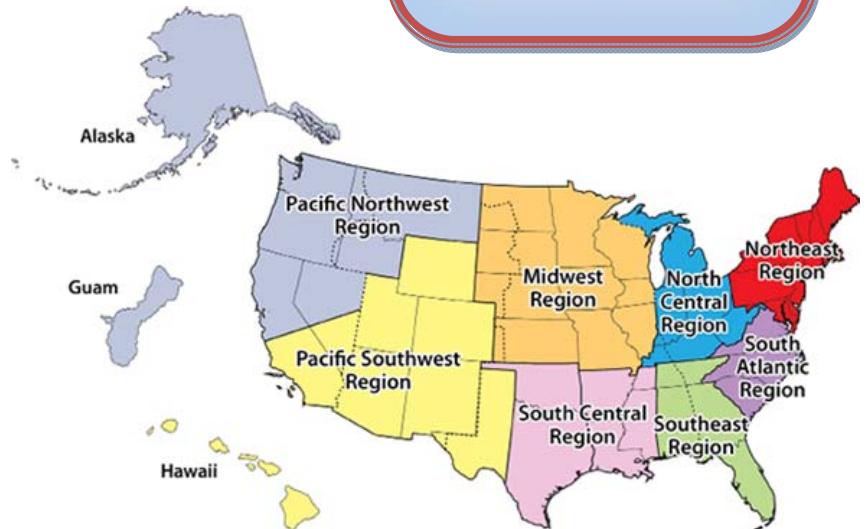 Alaska
Pacific Northwest
Region
Guam
Midwest
Region
North
Central
Region
Northeast
Region
Pacific Southwest
Region
South
Atlantic
Region
South Central
Region
Southeast
Region
Hawaii